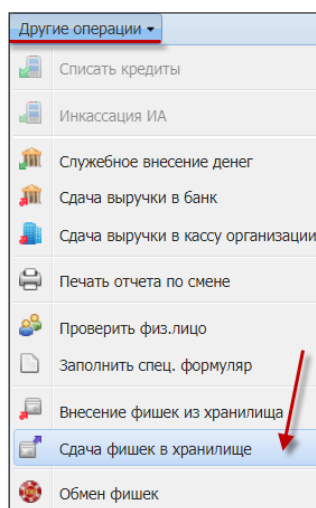 Другие операции
Списать кредиты
Инкассация ИА
Служебное внесение денег
Сдача выручки в банк
Сдача выручки в кассу организации
Печать отчета по смене
Проверить физ.лицо
Заполнить спец. формуляр
Внесение фишек из хранилища
Сдача фишек в хранилище
Обмен фишек